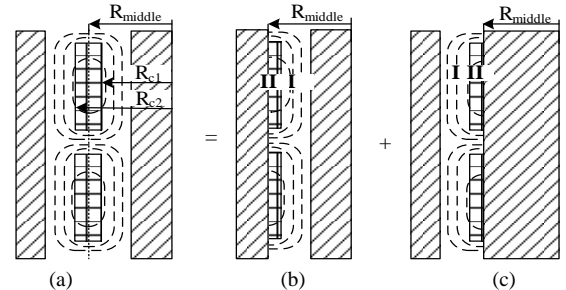 R_middle R_middle R_middle
R_c1
II I
I II
R_c2
= +
(a) (b) (c)